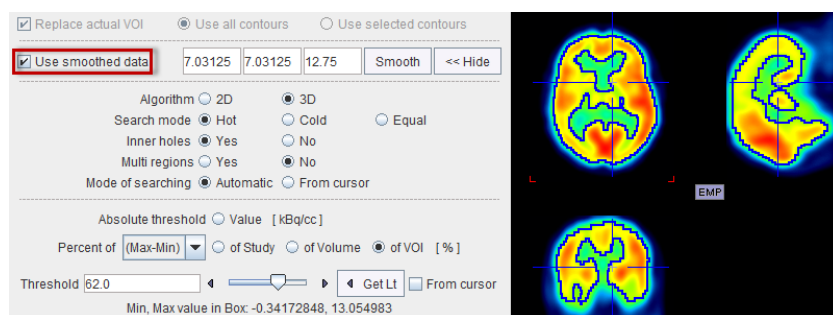 Replace actual VOI Use all contours Use selected contours
Use smoothed data 7.03125 7.03125 12.75 Smooth << Hide
Algorithm 2D 3D
Search mode Hot Cold Equal
Inner holes Yes No
Multi regions Yes No
Mode of searching Automatic From cursor
Absolute threshold Value [kBq/cc]
Percent of (Max-Min) of Study of Volume of VOI [%]
Threshold 62.0 Get Lt From cursor
Min, Max value in Box: -0.34172848, 13.054983
EMP